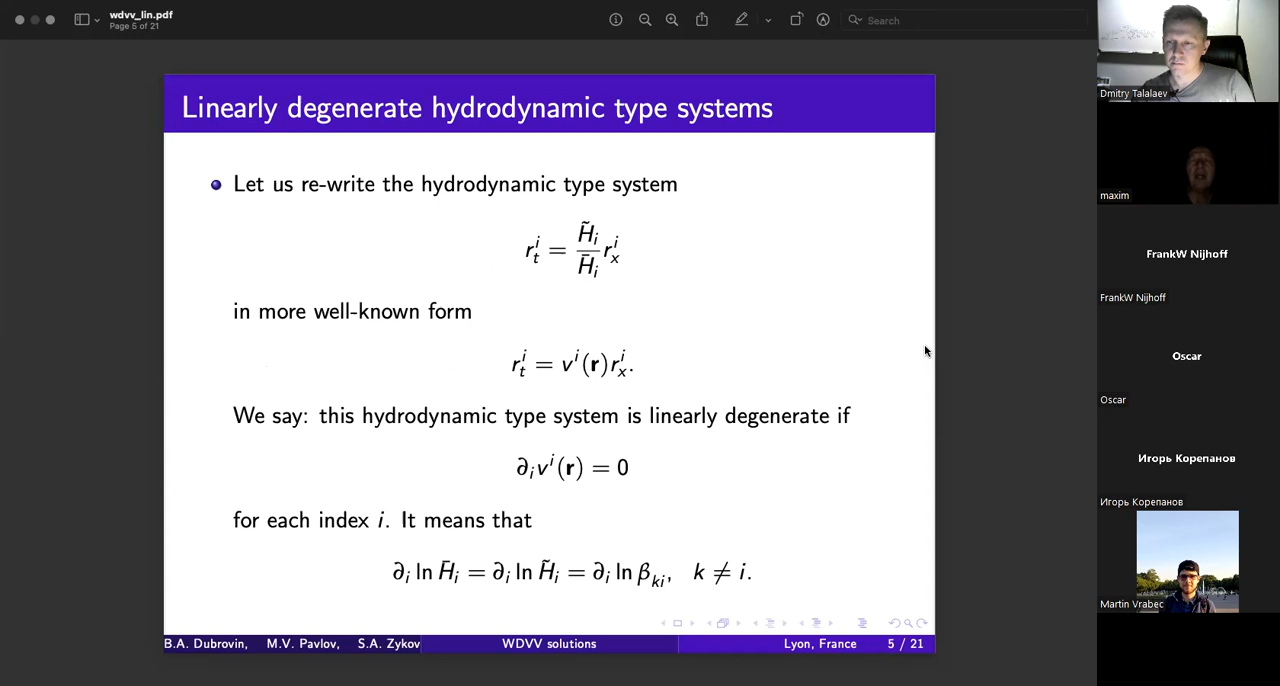 wdvv_lin.pdf
Page 5 of 21
Search
Linearly degenerate hydrodynamic type systems
Let us re-write the hydrodynamic type system
r^i_t = \frac{\tilde{H}_i}{\bar{H}_i} r^i_x
in more well-known form
r^i_t = v^i(\mathbf{r}) r^i_x.
We say: this hydrodynamic type system is linearly degenerate if
∂_i v^i(\mathbf{r}) = 0
for each index i. It means that
∂_i ln \bar{H}_i = ∂_i ln \tilde{H}_i = ∂_i ln β_{ki},   k ≠ i.
B.A. Dubrovin, M.V. Pavlov, S.A. Zykov
WDVV solutions
Lyon, France
5 / 21
Dmitry Talalaev
maxim
FrankW Nijhoff
FrankW Nijhoff
Oscar
Oscar
Игорь Корепанов
Игорь Корепанов
Martin Vrabec